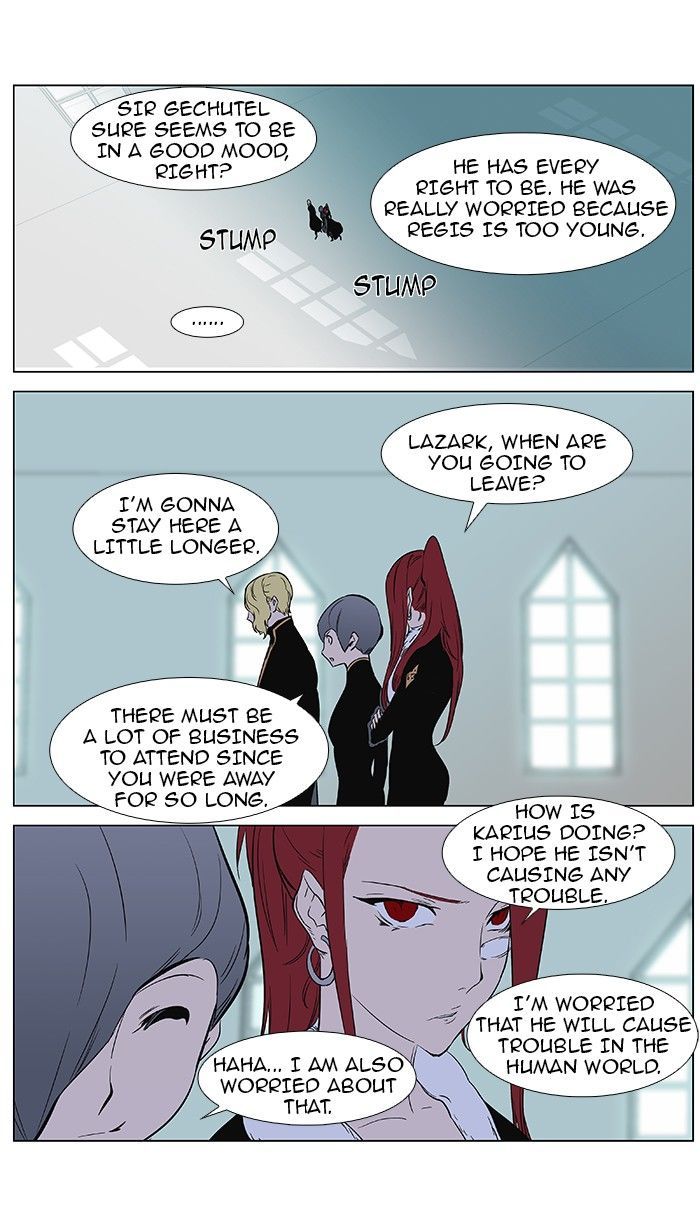 SIR GECHUTEL
SURE SEEMS TO BE
IN A GOOD MOOD,
RIGHT?
HE HAS EVERY
RIGHT TO BE. HE WAS
REALLY WORRIED BECAUSE
REGIS IS TOO YOUNG.
STUMP
STUMP
......
LAZARK, WHEN ARE
YOU GOING TO
LEAVE?
I'M GONNA
STAY HERE A
LITTLE LONGER.
THERE MUST BE
A LOT OF BUSINESS
TO ATTEND SINCE
YOU WERE AWAY
FOR SO LONG.
HOW IS
KARIUS DOING?
I HOPE HE ISN'T
CAUSING ANY
TROUBLE.
I'M WORRIED
THAT HE WILL CAUSE
TROUBLE IN THE
HUMAN WORLD.
HAHA... I AM ALSO
WORRIED ABOUT
THAT.